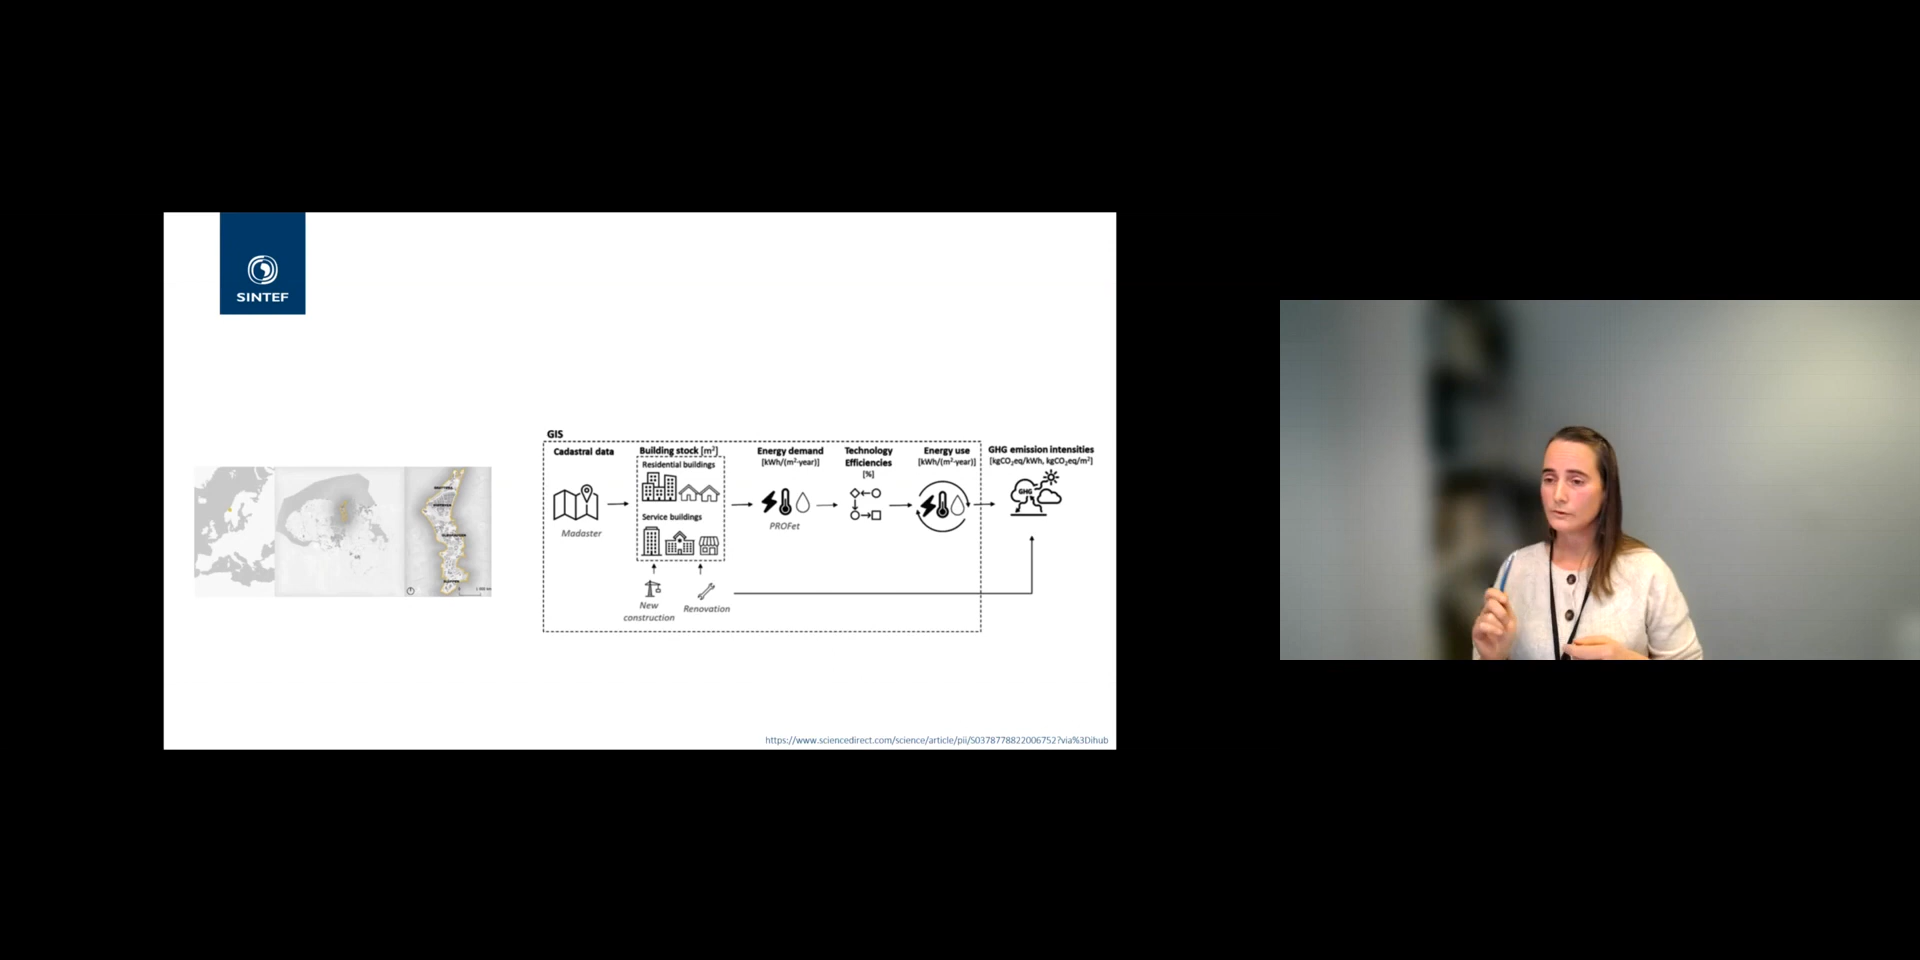 SINTEF
GIS
Cadastral data
Madaster
Building stock [m²]
Residential buildings
Service buildings
New
construction
Renovation
Energy demand
[kWh/(m²·year)]
PROFet
Technology
Efficiencies
[%]
Energy use
[kWh/(m²·year)]
GHG emission intensities
[kgCO₂eq/kWh, kgCO₂eq/m²]
GHG
https://www.sciencedirect.com/science/article/pii/S0378778822006752?via%3Dihub